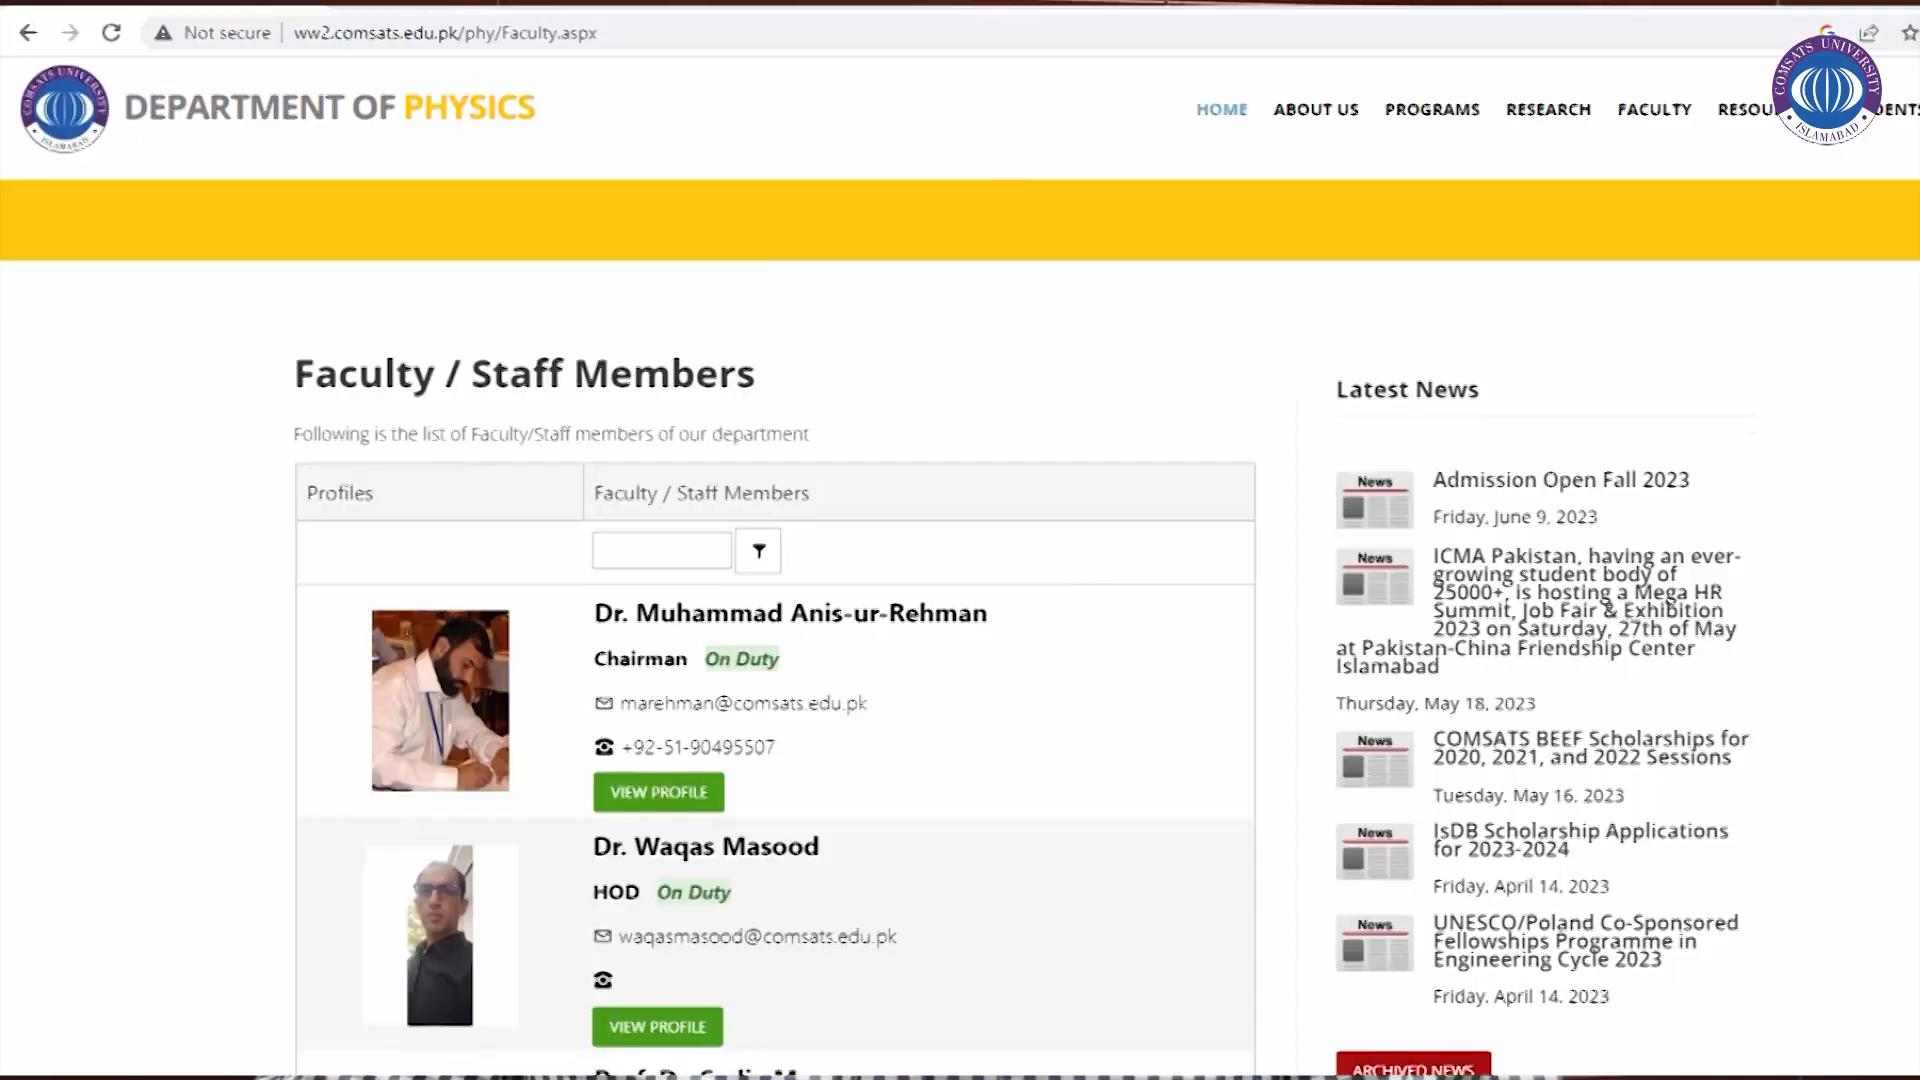 Not secure | ww2.comsats.edu.pk/phy/Faculty.aspx
COMSATS UNIVERSITY
ISLAMABAD
DEPARTMENT OF PHYSICS
HOME ABOUT US PROGRAMS RESEARCH FACULTY
COMSATS UNIVERSITY
ISLAMABAD
Faculty / Staff Members
Following is the list of Faculty/Staff members of our department
Profiles Faculty / Staff Members
Dr. Muhammad Anis-ur-Rehman
Chairman On Duty
marehman@comsats.edu.pk
+92-51-90495507
VIEW PROFILE
Dr. Waqas Masood
HOD On Duty
waqasmasood@comsats.edu.pk
VIEW PROFILE
Latest News
News
Admission Open Fall 2023
Friday, June 9, 2023
News
ICMA Pakistan, having an ever-
growing student body of
25000+, is hosting a Mega HR
Summit, Job Fair & Exhibition
2023 on Saturday, 27th of May
at Pakistan-China Friendship Center
Islamabad
Thursday, May 18, 2023
News
COMSATS BEEF Scholarships for
2020, 2021, and 2022 Sessions
Tuesday, May 16, 2023
News
IsDB Scholarship Applications
for 2023-2024
Friday, April 14, 2023
News
UNESCO/Poland Co-Sponsored
Fellowships Programme in
Engineering Cycle 2023
Friday, April 14, 2023
ARCHIVED NEWS